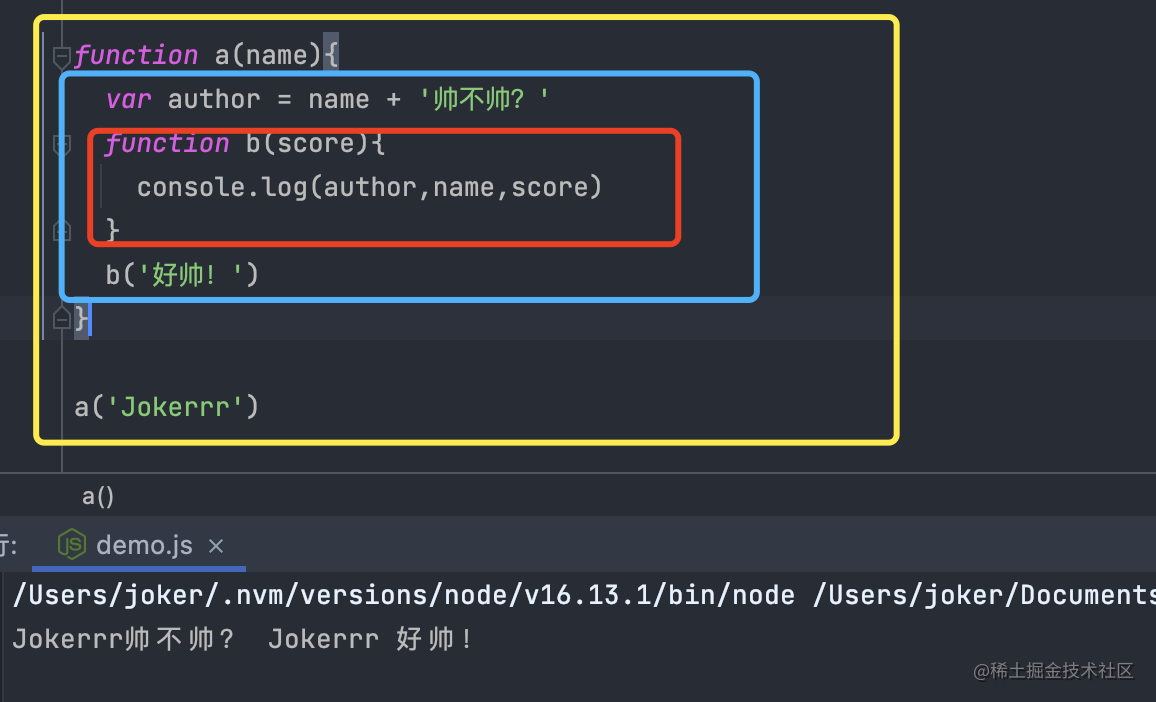 function a(name){
var author = name + '帅不帅？'
function b(score){
console.log(author,name,score)
}
b('好帅！')
}
a('Jokerrr')
a()
行: demo.js ×
/Users/joker/.nvm/versions/node/v16.13.1/bin/node /Users/joker/Documents
Jokerrr帅不帅？ Jokerrr 好帅！
@稀土掘金技术社区